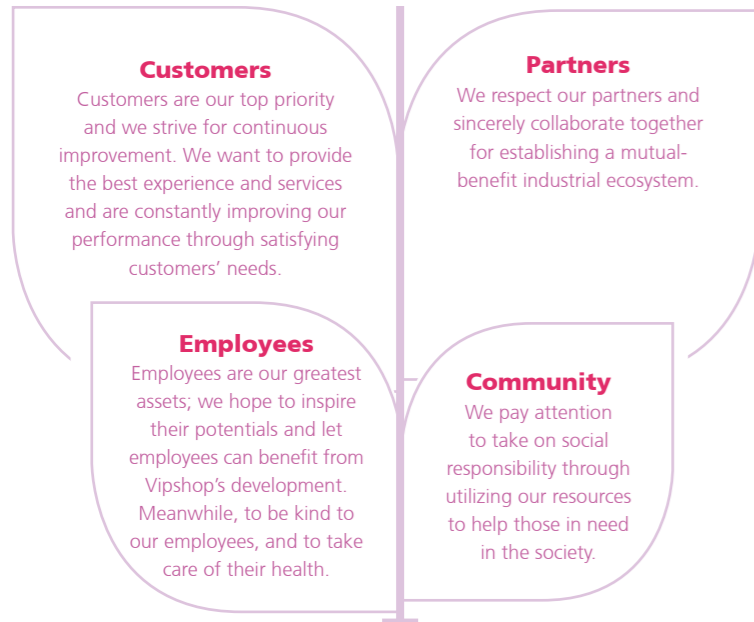 Customers
Customers are our top priority
and we strive for continuous
improvement. We want to provide
the best experience and services
and are constantly improving our
performance through satisfying
customers’ needs.
Partners
We respect our partners and
sincerely collaborate together
for establishing a mutual-
benefit industrial ecosystem.
Employees
Employees are our greatest
assets; we hope to inspire
their potentials and let
employees can benefit from
Vipshop’s development.
Meanwhile, to be kind to
our employees, and to take
care of their health.
Community
We pay attention
to take on social
responsibility through
utilizing our resources
to help those in need
in the society.